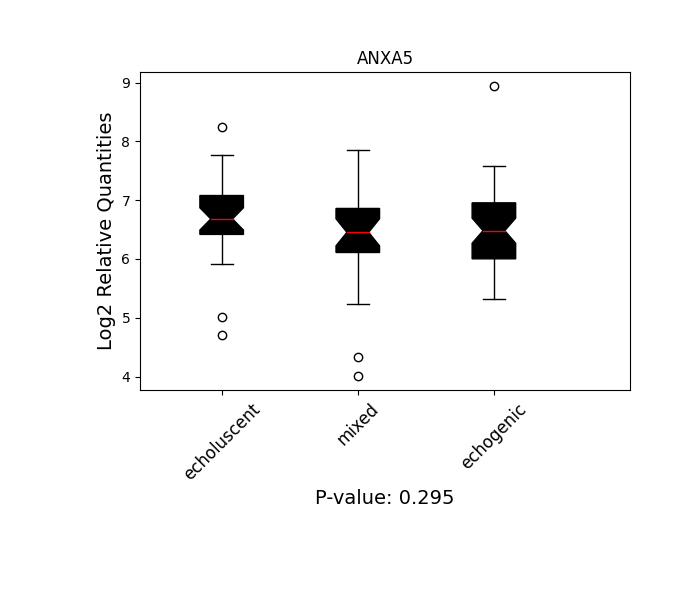 ANXA5
Log2 Relative Quantities
9
8
7
6
5
4
echoluscent
mixed
echogenic
P-value: 0.295